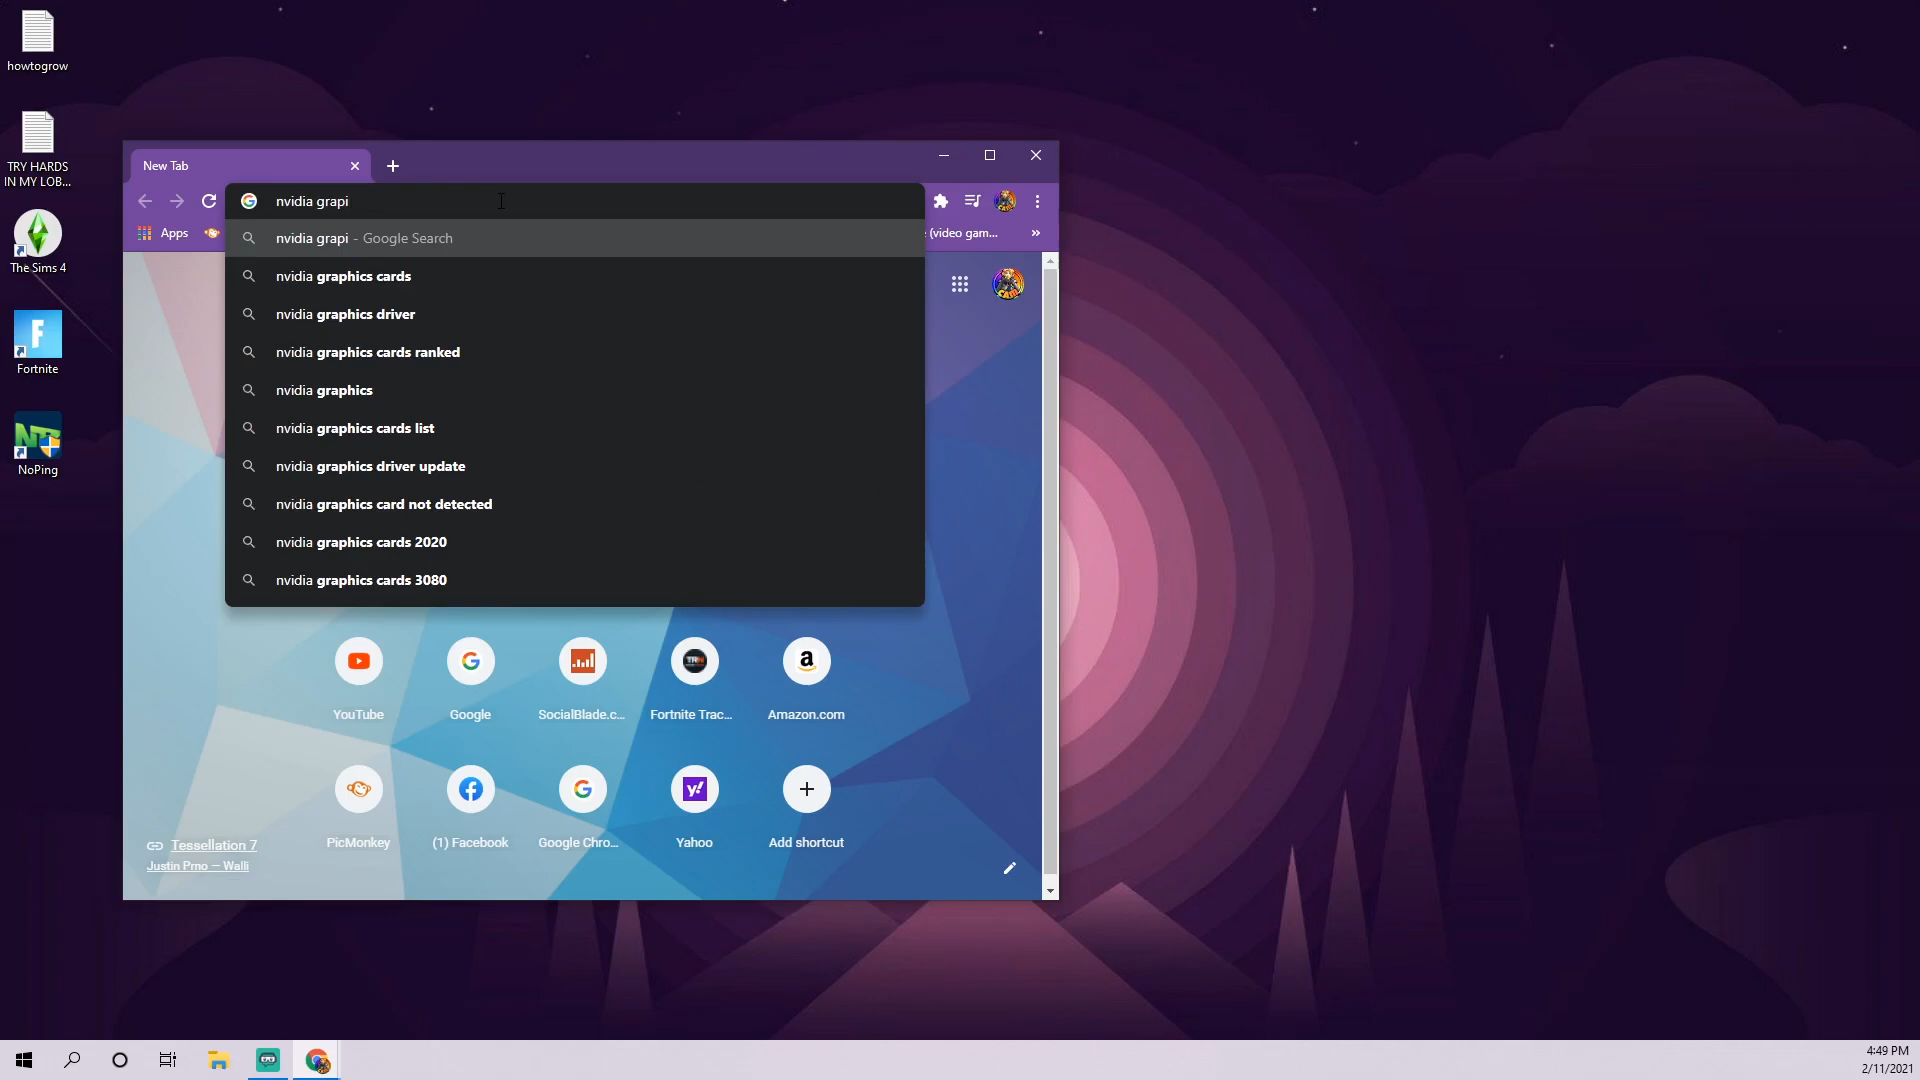 howtogrow
TRY HARDS
IN MY LOB...
The Sims 4
Fortnite
NoPing
New Tab
nvidia grapi
Apps
(video gam...
nvidia grapi - Google Search
nvidia graphics cards
nvidia graphics driver
nvidia graphics cards ranked
nvidia graphics
nvidia graphics cards list
nvidia graphics driver update
nvidia graphics card not detected
nvidia graphics cards 2020
nvidia graphics cards 3080
YouTube
Google
SocialBlade.c...
Fortnite Trac...
Amazon.com
PicMonkey
(1) Facebook
Google Chro...
Yahoo
Add shortcut
Tessellation 7
Justin Prno — Walli
4:49 PM
2/11/2021